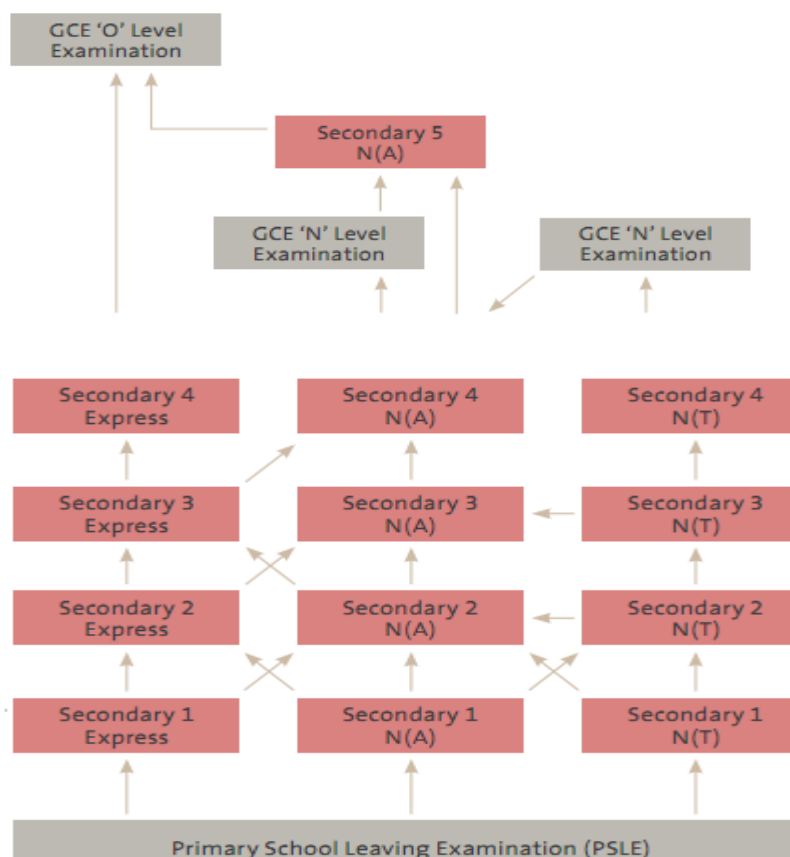 GCE ‘O’ Level
Examination
Secondary 5
N(A)
GCE ‘N’ Level
Examination
GCE ‘N’ Level
Examination
Secondary 4
Express
Secondary 4
N(A)
Secondary 4
N(T)
Secondary 3
Express
Secondary 3
N(A)
Secondary 3
N(T)
Secondary 2
Express
Secondary 2
N(A)
Secondary 2
N(T)
Secondary 1
Express
Secondary 1
N(A)
Secondary 1
N(T)
Primary School Leaving Examination (PSLE)